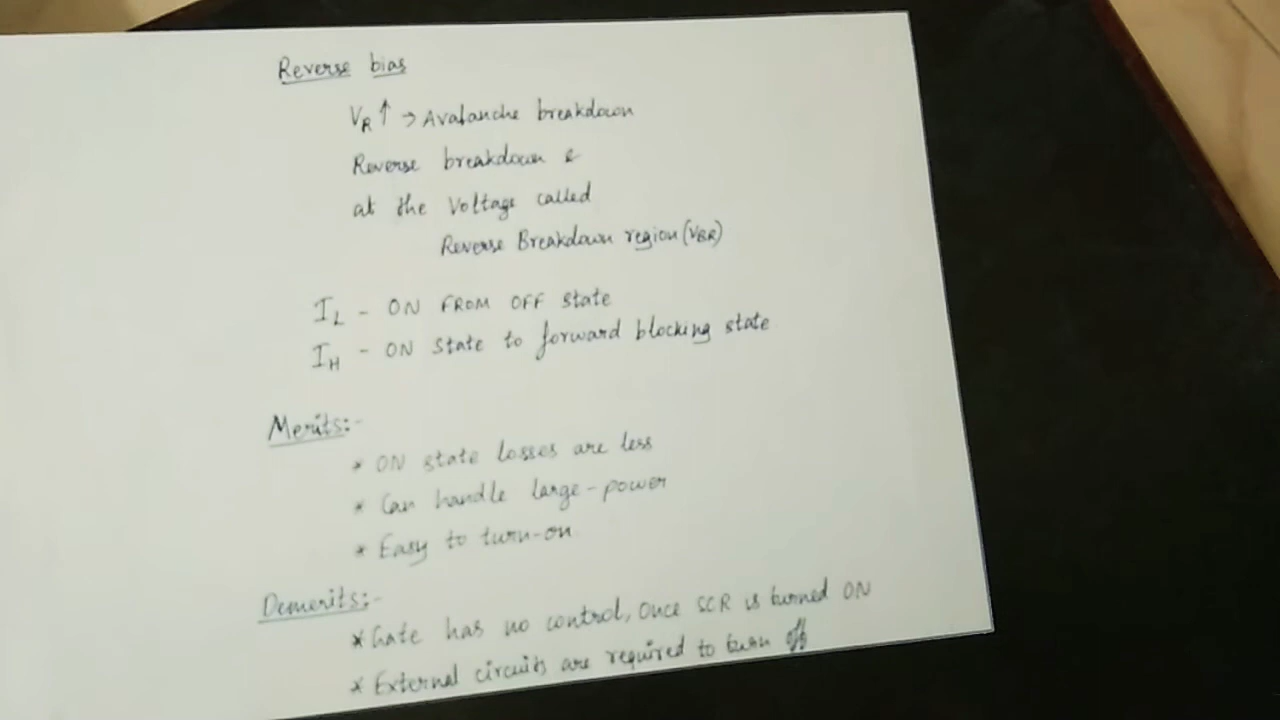 Reverse bias
VR ↑ → Avalanche breakdown
Reverse breakdown &
at the Voltage called
Reverse Breakdown region (VBR)
IL - ON FROM OFF state
IH - ON state to forward blocking state
Merits:-
* ON state losses are less
* Can handle large-power
* Easy to turn-on
Demerits:-
* Gate has no control, Once SCR is turned ON
* External circuits are required to turn off